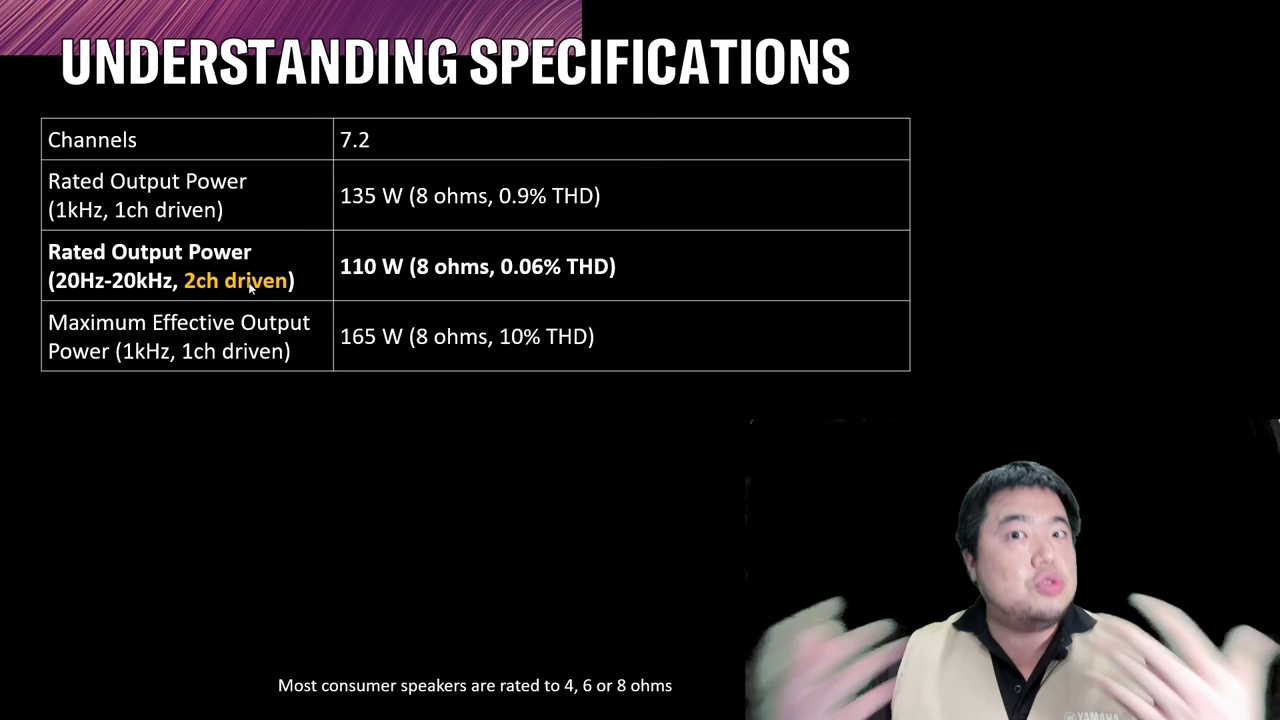 UNDERSTANDING SPECIFICATIONS
Channels
7.2
Rated Output Power
(1kHz, 1ch driven)
135 W (8 ohms, 0.9% THD)
Rated Output Power
(20Hz-20kHz, 2ch driven)
110 W (8 ohms, 0.06% THD)
Maximum Effective Output
Power (1kHz, 1ch driven)
165 W (8 ohms, 10% THD)
Most consumer speakers are rated to 4, 6 or 8 ohms
YAMAHA